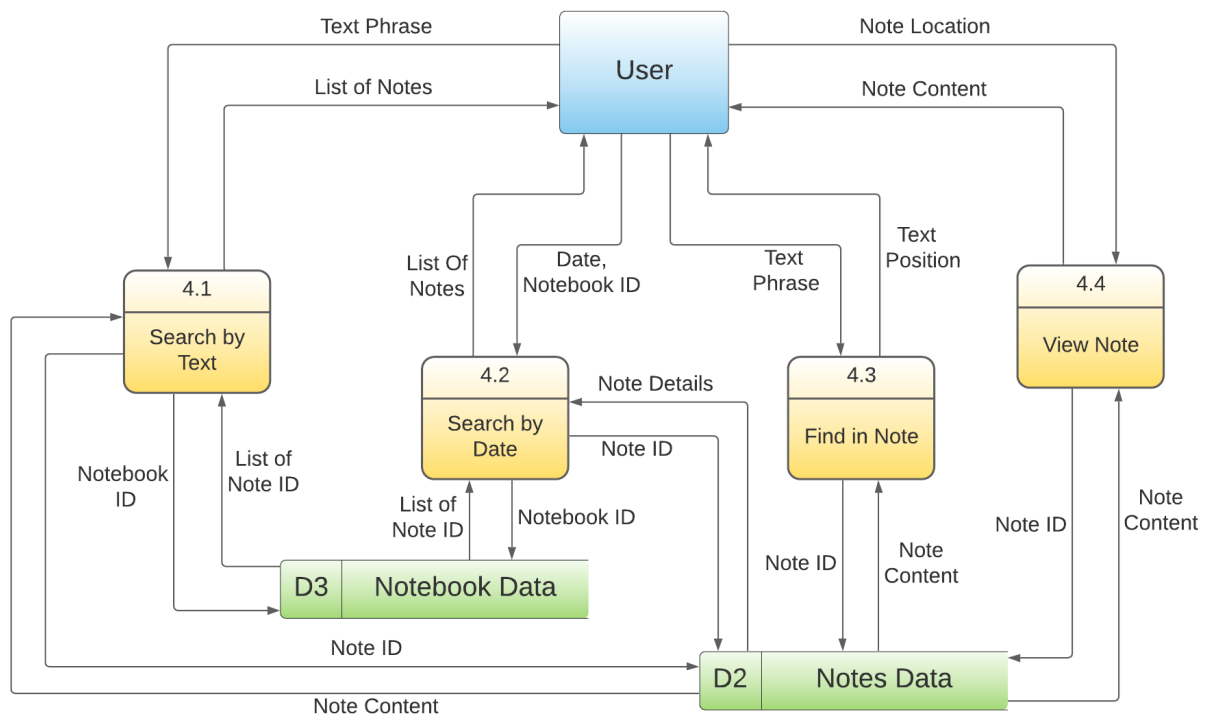 Text Phrase
Note Location
User
List of Notes
Note Content
List Of
Notes
Date,
Notebook ID
Text
Phrase
Text
Position
4.1
Search by
Text
4.4
View Note
4.2
Search by
Date
Note Details
Note ID
4.3
Find in Note
Notebook
ID
List of
Note ID
List of
Note ID
Notebook ID
Note ID
Note
Content
Note ID
Note
Content
D3
Notebook Data
Note ID
D2
Notes Data
Note Content